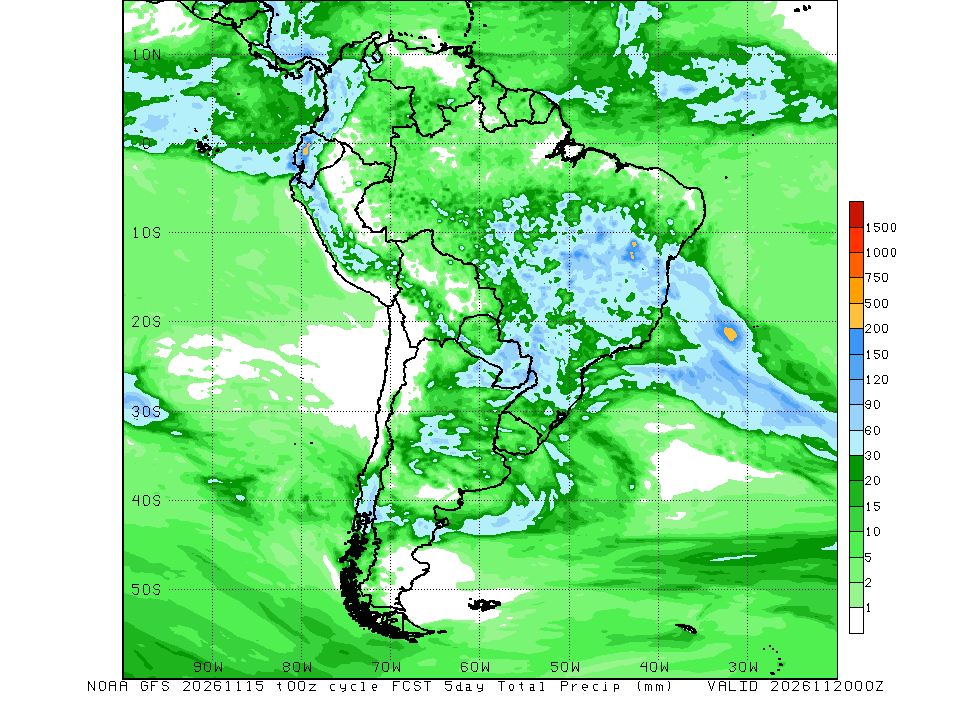 10N
0
10S
20S
30S
40S
50S
90W 80W 70W 60W 50W 40W 30W
1500
1000
750
500
200
150
120
90
60
30
20
15
10
5
2
1
NOAA GFS 20261115 t00z cycle FCST 5day Total Precip (mm) VALID 2026112000Z